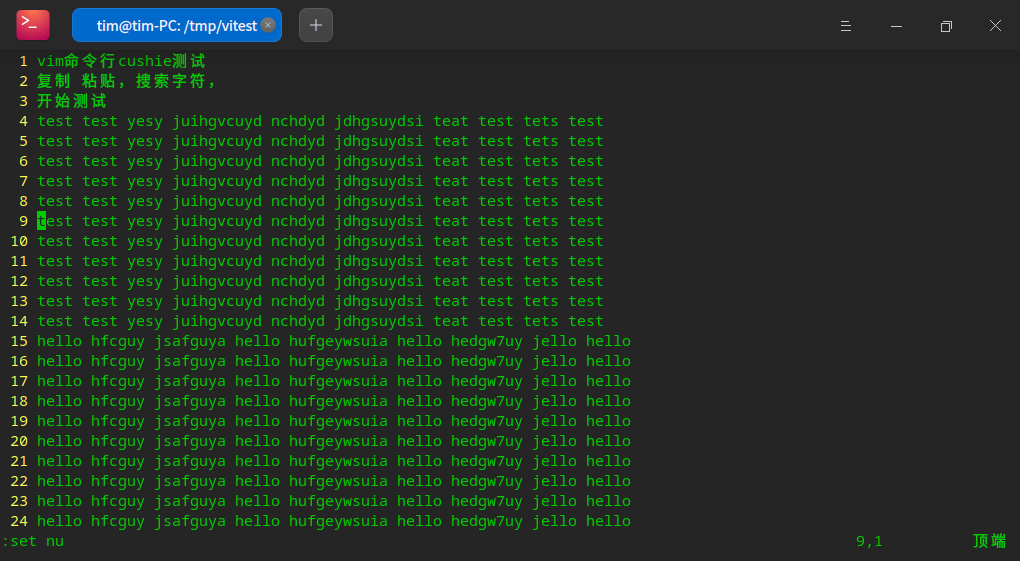 >_
tim@tim-PC: /tmp/vitest
1 vim命令行cushie测试
2 复制 粘贴，搜索字符，
3 开始测试
4 test test yesy juihgvcuyd nchdyd jdhgsuydsi teat test tets test
5 test test yesy juihgvcuyd nchdyd jdhgsuydsi teat test tets test
6 test test yesy juihgvcuyd nchdyd jdhgsuydsi teat test tets test
7 test test yesy juihgvcuyd nchdyd jdhgsuydsi teat test tets test
8 test test yesy juihgvcuyd nchdyd jdhgsuydsi teat test tets test
9 test test yesy juihgvcuyd nchdyd jdhgsuydsi teat test tets test
10 test test yesy juihgvcuyd nchdyd jdhgsuydsi teat test tets test
11 test test yesy juihgvcuyd nchdyd jdhgsuydsi teat test tets test
12 test test yesy juihgvcuyd nchdyd jdhgsuydsi teat test tets test
13 test test yesy juihgvcuyd nchdyd jdhgsuydsi teat test tets test
14 test test yesy juihgvcuyd nchdyd jdhgsuydsi teat test tets test
15 hello hfcguy jsafguya hello hufgeywsuia hello hedgw7uy jello hello
16 hello hfcguy jsafguya hello hufgeywsuia hello hedgw7uy jello hello
17 hello hfcguy jsafguya hello hufgeywsuia hello hedgw7uy jello hello
18 hello hfcguy jsafguya hello hufgeywsuia hello hedgw7uy jello hello
19 hello hfcguy jsafguya hello hufgeywsuia hello hedgw7uy jello hello
20 hello hfcguy jsafguya hello hufgeywsuia hello hedgw7uy jello hello
21 hello hfcguy jsafguya hello hufgeywsuia hello hedgw7uy jello hello
22 hello hfcguy jsafguya hello hufgeywsuia hello hedgw7uy jello hello
23 hello hfcguy jsafguya hello hufgeywsuia hello hedgw7uy jello hello
24 hello hfcguy jsafguya hello hufgeywsuia hello hedgw7uy jello hello
:set nu 9,1 顶端